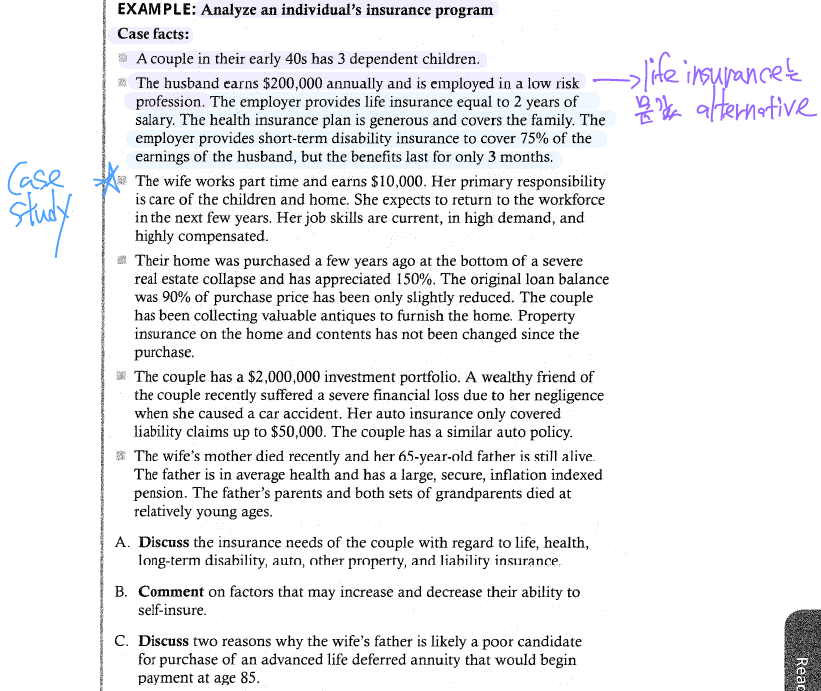 EXAMPLE: Analyze an individual's insurance program
Case facts:
A couple in their early 40s has 3 dependent children.
The husband earns $200,000 annually and is employed in a low risk
profession. The employer provides life insurance equal to 2 years of
salary. The health insurance plan is generous and covers the family. The
employer provides short-term disability insurance to cover 75% of the
earnings of the husband, but the benefits last for only 3 months.
The wife works part time and earns $10,000. Her primary responsibility
is care of the children and home. She expects to return to the workforce
in the next few years. Her job skills are current, in high demand, and
highly compensated.
Their home was purchased a few years ago at the bottom of a severe
real estate collapse and has appreciated 150%. The original loan balance
was 90% of purchase price has been only slightly reduced. The couple
has been collecting valuable antiques to furnish the home. Property
insurance on the home and contents has not been changed since the
purchase.
The couple has a $2,000,000 investment portfolio. A wealthy friend of
the couple recently suffered a severe financial loss due to her negligence
when she caused a car accident. Her auto insurance only covered
liability claims up to $50,000. The couple has a similar auto policy.
The wife's mother died recently and her 65-year-old father is still alive.
The father is in average health and has a large, secure, inflation indexed
pension. The father's parents and both sets of grandparents died at
relatively young ages.
A. Discuss the insurance needs of the couple with regard to life, health,
long-term disability, auto, other property, and liability insurance.
B. Comment on factors that may increase and decrease their ability to
self-insure.
C. Discuss two reasons why the wife's father is likely a poor candidate
for purchase of an advanced life deferred annuity that would begin
payment at age 85.
Case
study
life insurance는
alternative